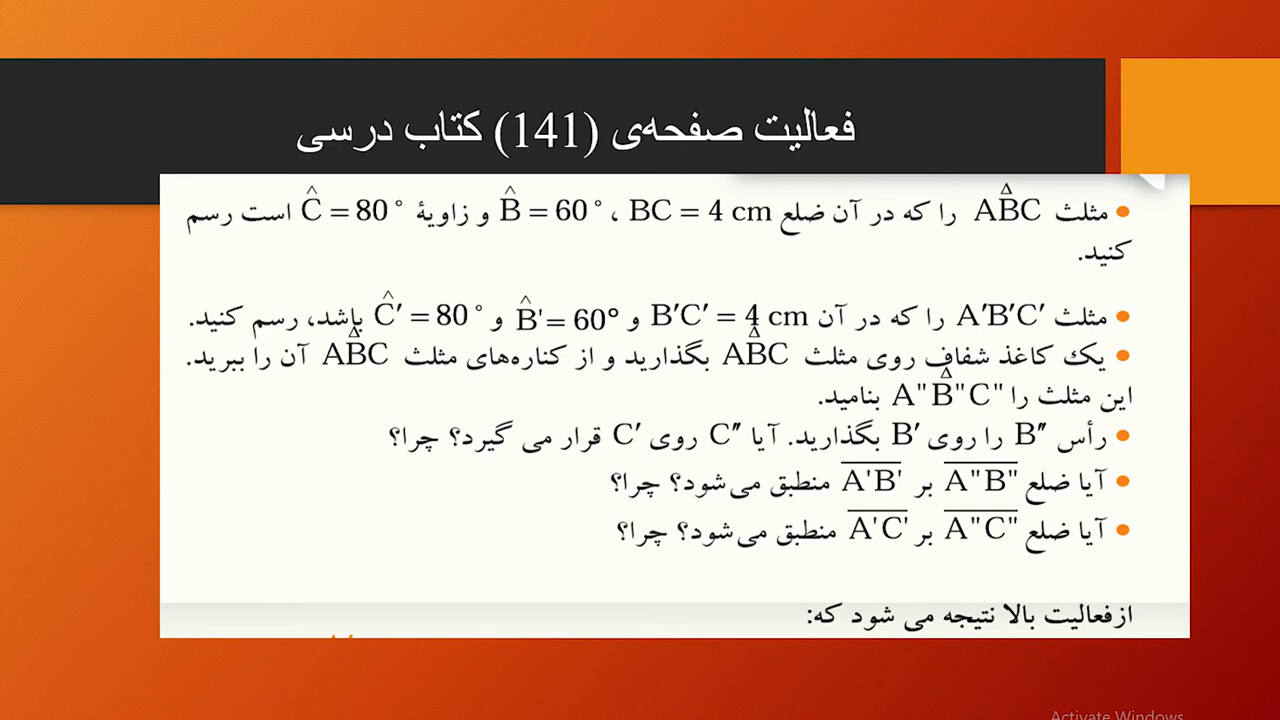 فعالیت صفحه‌ی (141) کتاب درسی
مثلث ABC را که در آن ضلع BC = 4 cm ، B̂ = 60° و زاویهٔ Ĉ = 80° است رسم
کنید.
مثلث A′B′C′ را که در آن B′C′ = 4 cm و B̂' = 60° و Ĉ′ = 80° باشد، رسم کنید.
یک کاغذ شفاف روی مثلث ABC بگذارید و از کناره‌های مثلث ABC آن را ببرید.
این مثلث را A"B"C" بنامید.
رأس B″ را روی B′ بگذارید. آیا C″ روی C′ قرار می گیرد؟ چرا؟
آیا ضلع A"B" بر A'B' منطبق می‌شود؟ چرا؟
آیا ضلع A"C" بر A'C' منطبق می‌شود؟ چرا؟
ازفعالیت بالا نتیجه می شود که:
Activate Windows